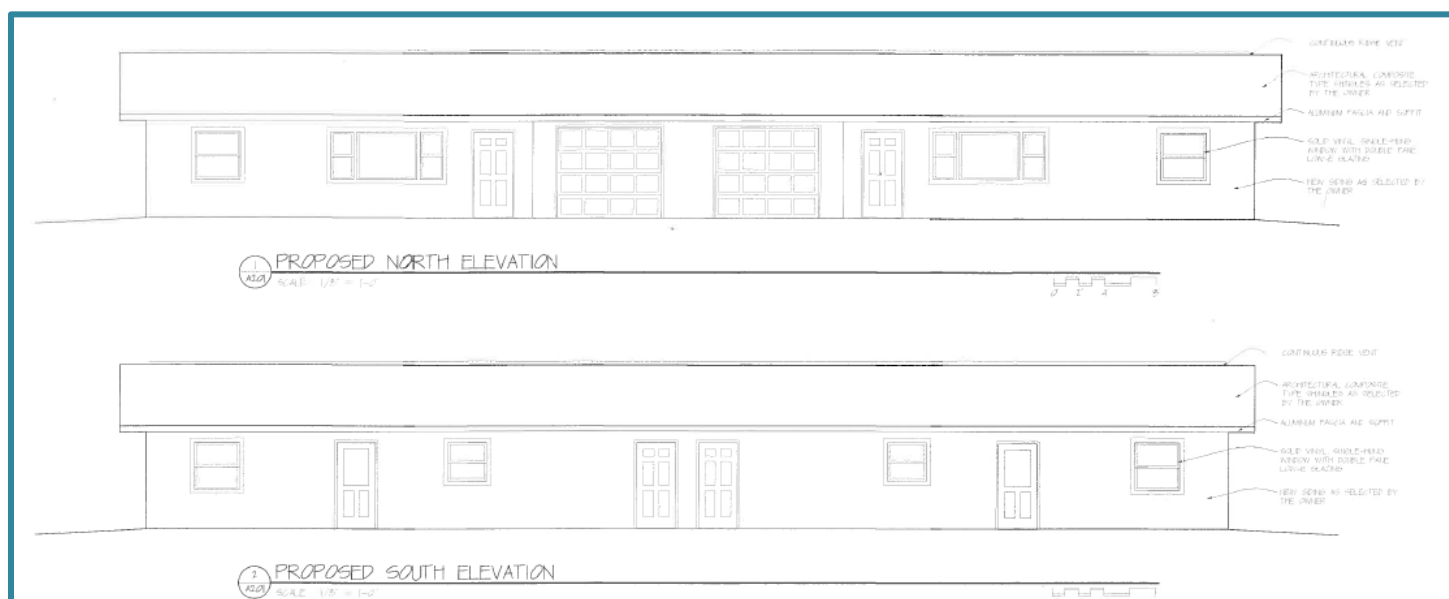 CONTINUOUS RIDGE VENT
ARCHITECTURAL COMPOSITE
TYPE SHINGLES AS SELECTED
BY THE OWNER
ALUMINUM FASCIA AND SOFFIT
SOLID VINYL SINGLE-HUNG
WINDOW WITH DOUBLE PANE
LOW-E GLAZING
NEW SIDING AS SELECTED BY
THE OWNER
1
A201
PROPOSED NORTH ELEVATION
SCALE: 1/8" = 1'-0"
0 2 4 8
CONTINUOUS RIDGE VENT
ARCHITECTURAL COMPOSITE
TYPE SHINGLES AS SELECTED
BY THE OWNER
ALUMINUM FASCIA AND SOFFIT
SOLID VINYL SINGLE-HUNG
WINDOW WITH DOUBLE PANE
LOW-E GLAZING
NEW SIDING AS SELECTED BY
THE OWNER
2
A201
PROPOSED SOUTH ELEVATION
SCALE: 1/8" = 1'-0"